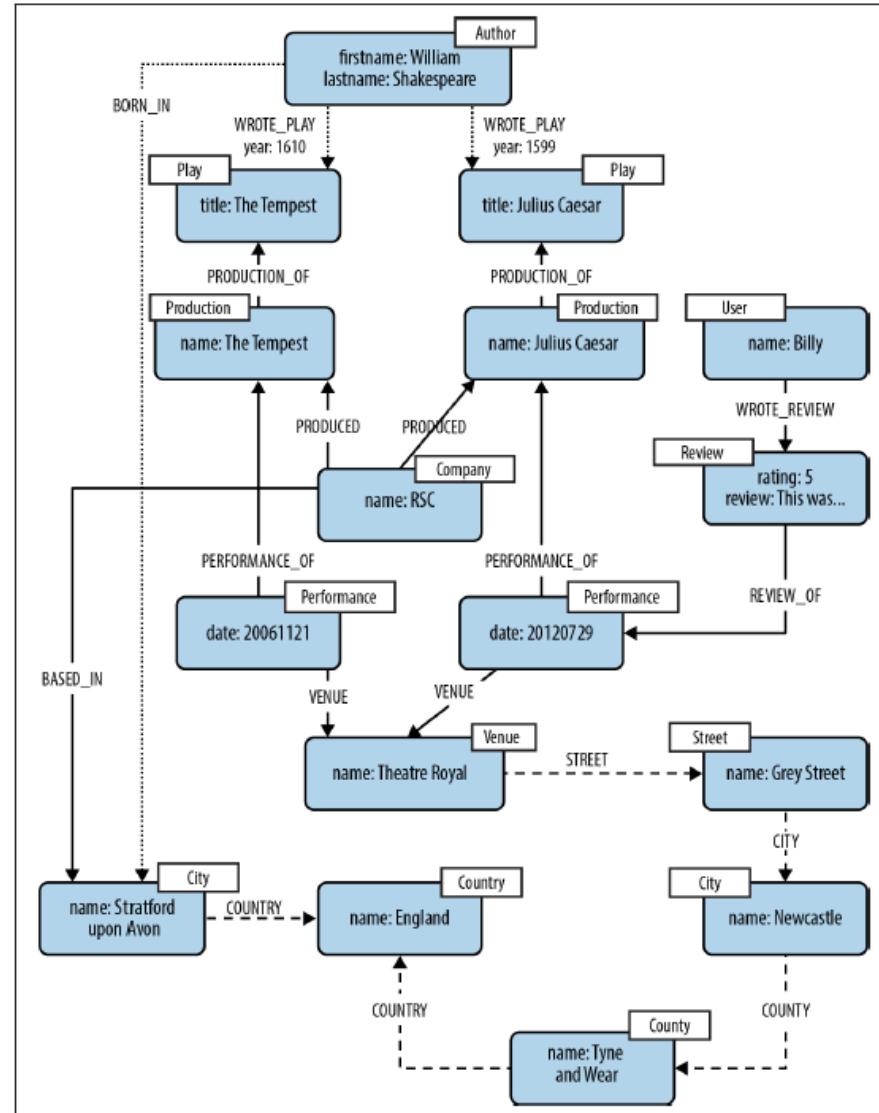 Author
firstname: William
lastname: Shakespeare
BORN_IN
WROTE_PLAY
year: 1610
WROTE_PLAY
year: 1599
Play
title: The Tempest
Play
title: Julius Caesar
PRODUCTION_OF
PRODUCTION_OF
Production
name: The Tempest
Production
name: Julius Caesar
User
name: Billy
PRODUCED
PRODUCED
WROTE_REVIEW
Company
name: RSC
Review
rating: 5
review: This was...
PERFORMANCE_OF
PERFORMANCE_OF
REVIEW_OF
Performance
date: 20061121
Performance
date: 20120729
BASED_IN
VENUE
VENUE
Venue
name: Theatre Royal
STREET
Street
name: Grey Street
CITY
City
name: Stratford
upon Avon
COUNTRY
Country
name: England
City
name: Newcastle
COUNTRY
COUNTY
County
name: Tyne
and Wear